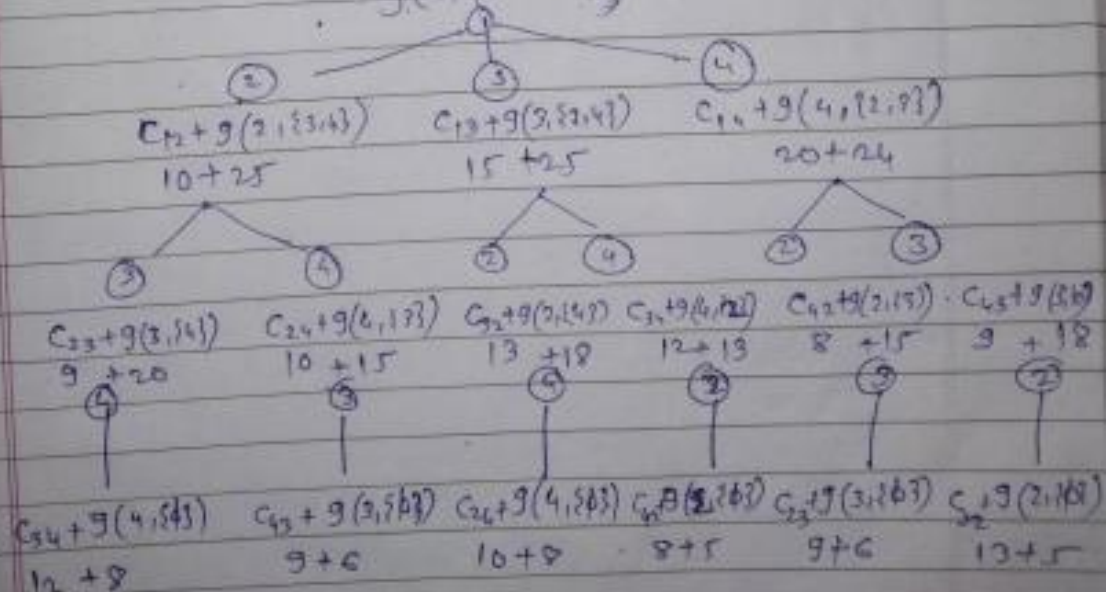 1
2 3 4
C12 + g(2,{3,4}) C13 + g(3,{2,4}) C14 + g(4,{2,3})
10+25 15 +25 20+24
3 4 2 4 2 3
C23 + g(3,{4}) C24 + g(4,{3}) C32 + g(2,{4}) C34 + g(4,{2}) C42 + g(2,{3}) C43 + g(3,{2})
9 +20 10 + 15 13 +18 12+ 13 8 +15 9 + 18
4 3 4 2 3 2
C34 + g(4,{ϕ}) C43 + g(3,{ϕ}) C24 + g(4,{ϕ}) C42 + g(2,{ϕ}) C23 + g(3,{ϕ}) C32 + g(2,{ϕ})
12 +8 9+6 10+8 8+5 9+6 13+5